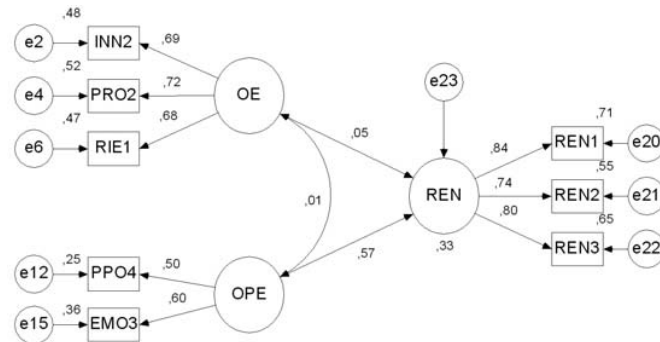 ,48
e2
INN2
,69
,52
e4
PRO2
,72
OE
,47
,68
e6
RIE1
e23
,05
,71
,84
REN1
e20
,55
REN
,74
REN2
e21
,01
,80
,65
,33
REN3
e22
,57
,25
e12
PPO4
,50
OPE
,36
,60
e15
EMO3